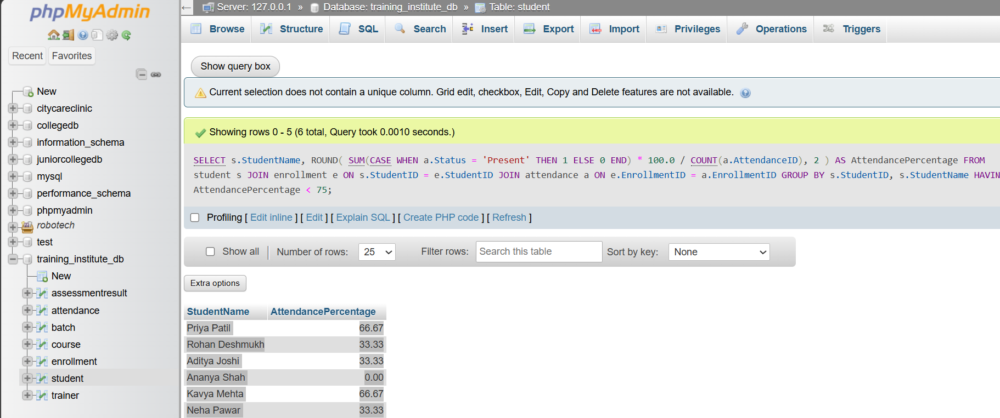 phpMyAdmin
Recent Favorites
New
citycareclinic
collegedb
information_schema
juniorcollegedb
mysql
performance_schema
phpmyadmin
robotech
test
training_institute_db
New
assessmentresult
attendance
batch
course
enrollment
student
trainer
← Server: 127.0.0.1 » Database: training_institute_db » Table: student
Browse Structure SQL Search Insert Export Import Privileges Operations Triggers
Show query box
Current selection does not contain a unique column. Grid edit, checkbox, Edit, Copy and Delete features are not available.
Showing rows 0 - 5 (6 total, Query took 0.0010 seconds.)
SELECT s.StudentName, ROUND( SUM(CASE WHEN a.Status = 'Present' THEN 1 ELSE 0 END) * 100.0 / COUNT(a.AttendanceID), 2 ) AS AttendancePercentage FROM
student s JOIN enrollment e ON s.StudentID = e.StudentID JOIN attendance a ON e.EnrollmentID = a.EnrollmentID GROUP BY s.StudentID, s.StudentName HAVIN
AttendancePercentage < 75;
Profiling [ Edit inline ] [ Edit ] [ Explain SQL ] [ Create PHP code ] [ Refresh ]
Show all | Number of rows: 25 Filter rows: Search this table Sort by key: None
Extra options
StudentName AttendancePercentage
Priya Patil 66.67
Rohan Deshmukh 33.33
Aditya Joshi 33.33
Ananya Shah 0.00
Kavya Mehta 66.67
Neha Pawar 33.33